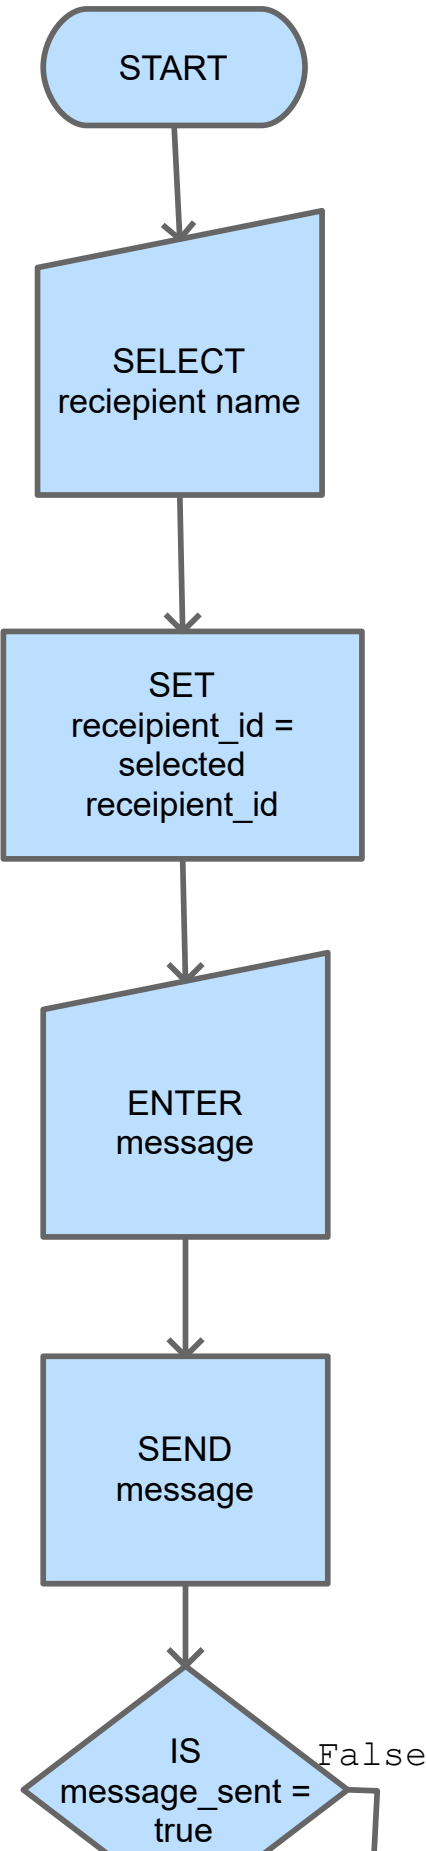 START
SELECT
reciepient name
SET
receipient_id =
selected
receipient_id
ENTER
message
SEND
message
IS
message_sent =
true
False